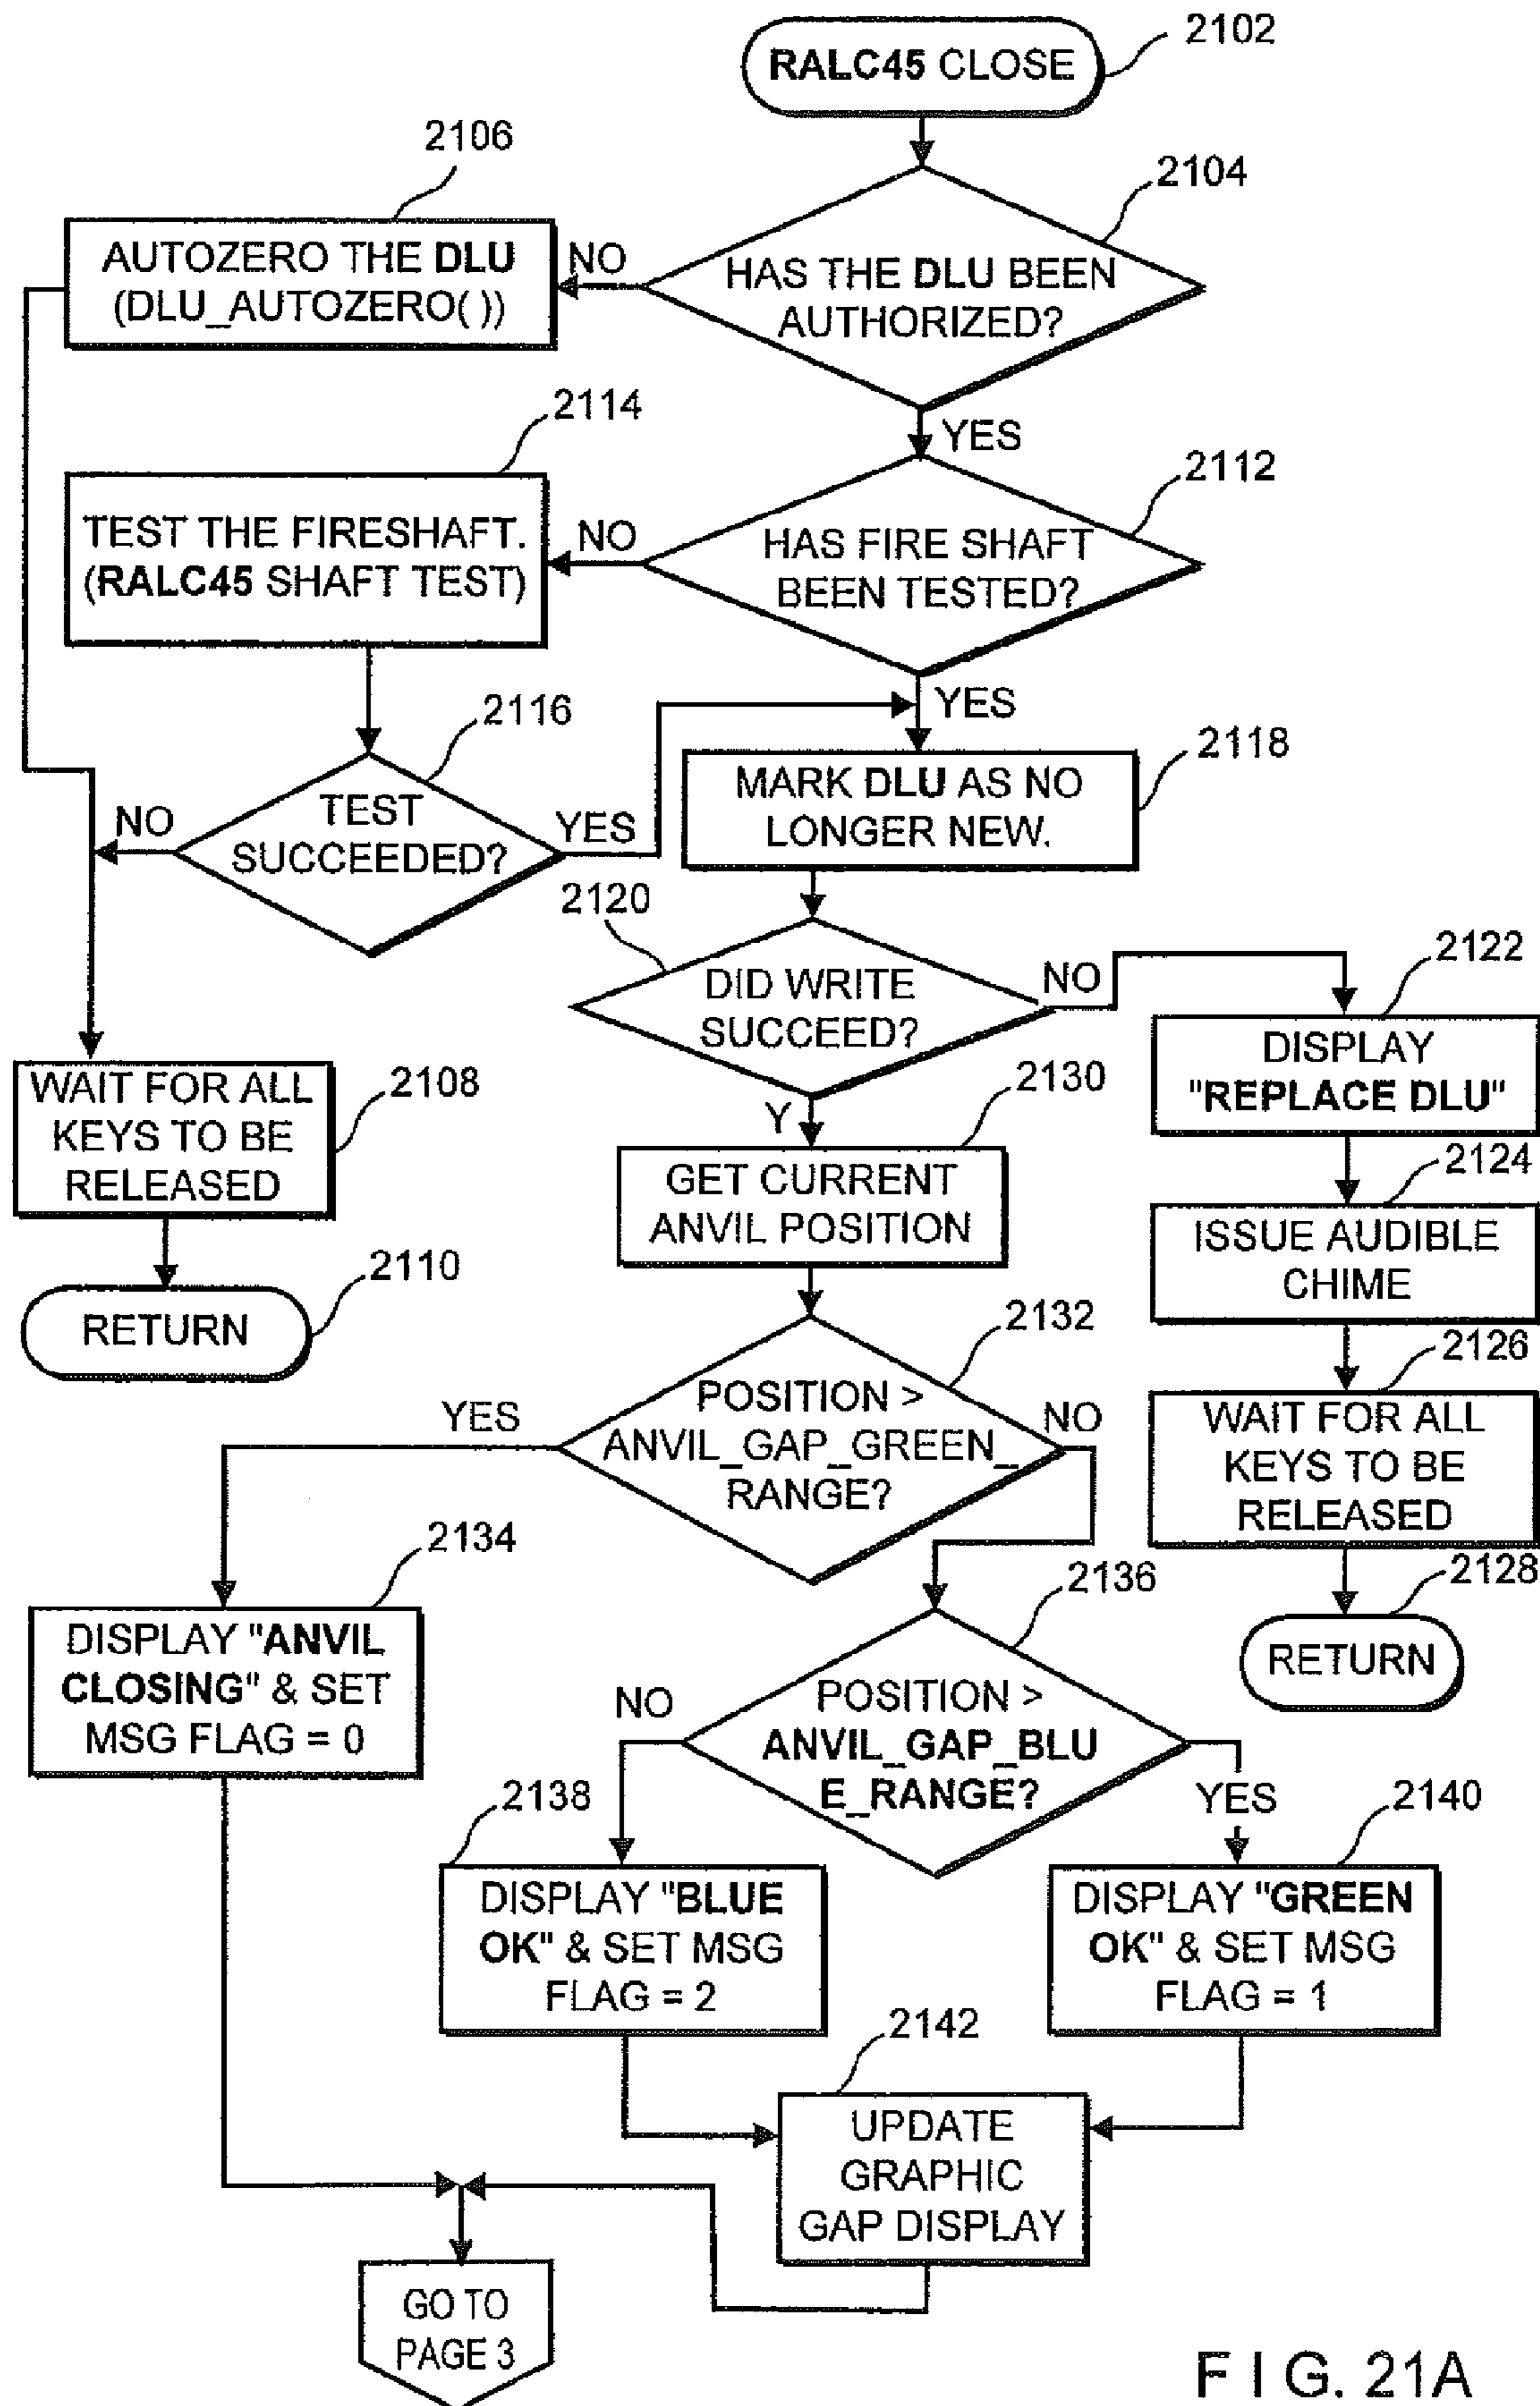 RALC45 CLOSE
2102
2106
2104
AUTOZERO THE DLU
(DLU_AUTOZERO( ))
NO
HAS THE DLU BEEN
AUTHORIZED?
YES
2114
2112
TEST THE FIRESHAFT.
(RALC45 SHAFT TEST)
NO
HAS FIRE SHAFT
BEEN TESTED?
YES
2116
2118
TEST
SUCCEEDED?
NO
YES
MARK DLU AS NO
LONGER NEW.
2120
DID WRITE
SUCCEED?
NO
Y
2122
DISPLAY
"REPLACE DLU"
WAIT FOR ALL
KEYS TO BE
RELEASED
2108
2130
GET CURRENT
ANVIL POSITION
2124
ISSUE AUDIBLE
CHIME
2110
RETURN
2132
POSITION >
ANVIL_GAP_GREEN_
RANGE?
YES
NO
2126
WAIT FOR ALL
KEYS TO BE
RELEASED
2134
DISPLAY "ANVIL
CLOSING" & SET
MSG FLAG = 0
2136
POSITION >
ANVIL_GAP_BLU
E_RANGE?
NO
YES
2128
RETURN
2138
DISPLAY "BLUE
OK" & SET MSG
FLAG = 2
2140
DISPLAY "GREEN
OK" & SET MSG
FLAG = 1
2142
UPDATE
GRAPHIC
GAP DISPLAY
GO TO
PAGE 3
F I G. 21A